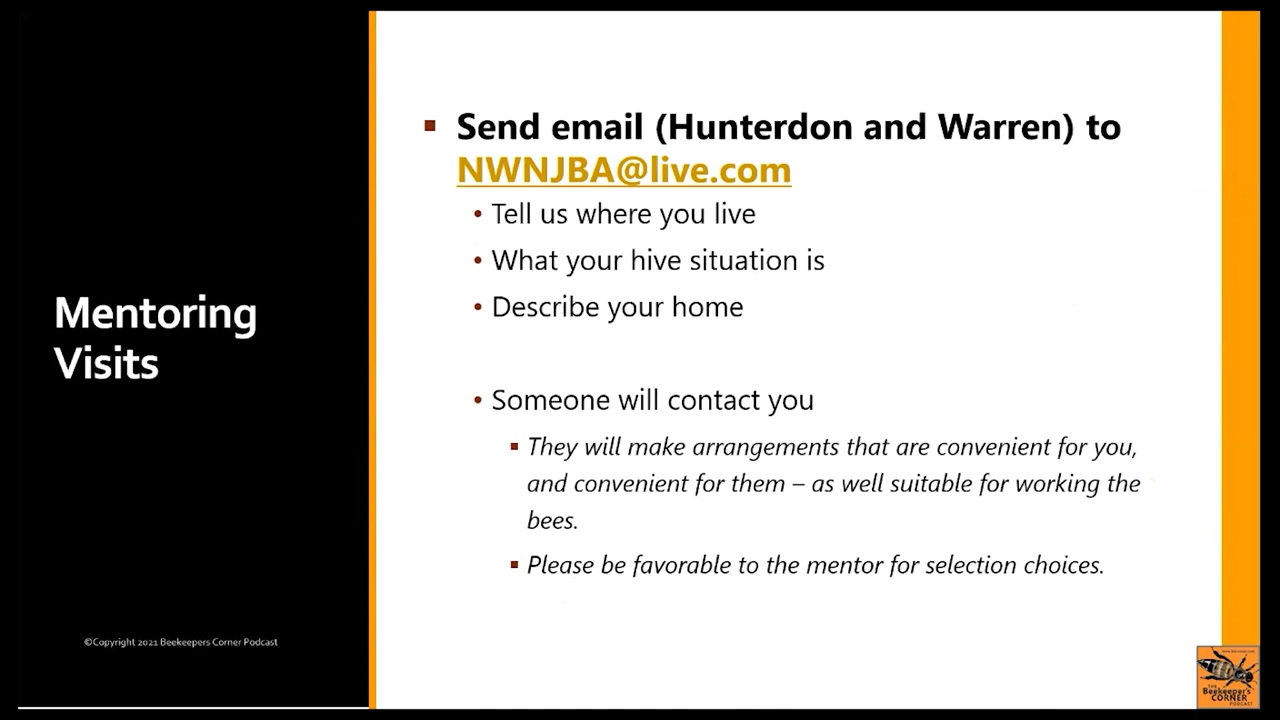 Mentoring
Visits
▪ Send email (Hunterdon and Warren) to
NWNJBA@live.com
• Tell us where you live
• What your hive situation is
• Describe your home
• Someone will contact you
▪ They will make arrangements that are convenient for you,
and convenient for them – as well suitable for working the
bees.
▪ Please be favorable to the mentor for selection choices.
©Copyright 2021 Beekeepers Corner Podcast
THE
Beekeeper's
CORNER
PODCAST